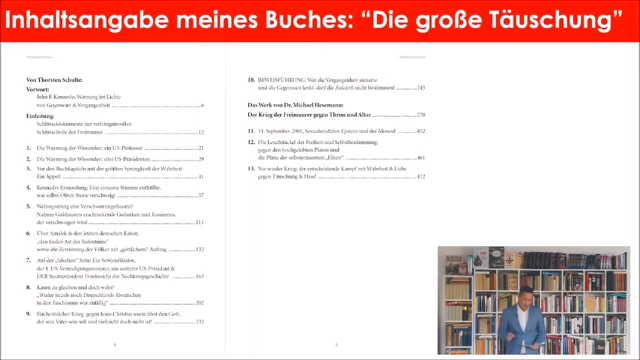 Inhaltsangabe meines Buches: “Die große Täuschung”
Von Thorsten Schulte:
Vorwort:
John F. Kennedys Warnung im Lichte
von Gegenwart & Vergangenheit 6
Einleitung:
Schlüsseldokumente zur verhängnisvollen
Schlüsselrolle der Freimaurer 12
1. Die Warnung der Wissenden: ein US-Professor 21
2. Die Warnung der Wissenden: drei US-Präsidenten 29
3. Vor den Buchkapiteln mit der größten Sprengkraft der Wahrheit:
Ein Appell 41
4. Kennedys Ermordung: Eine einsame Stimme enthüllte,
was selbst Oliver Stone verschweigt 57
5. Weltregierung eine Verschwörungstheorie?
Nahum Goldmanns erschreckende Gedanken und Rassismus,
der verschwiegen wird 111
6. Über Amalek & den letzten deutschen Kaiser,
„den faulen Ast des Judentums“
sowie die Zerstörung der Völker mit „göttlichem“ Auftrag 132
7. Auf der „falschen“ Seite: Ein Sowjetdiktator,
der 1. US-Verteidigungsminister, ein weiterer US-Präsident &
DER Staatspräsident Frankreichs der Nachkriegsgeschichte 163
8. Kaum zu glauben und doch wahr!
„Weder Israels noch Deutschlands Abrutschen
in den Faschismus war zufällig“ 202
9. Ein heimlicher Krieg gegen Jesus Christus sowie über den Gott,
der sein Vater sein soll und vielleicht doch nicht ist! 232
10. BEWEISFÜHRUNG: Wer die Vergangenheit steuerte
und die Gegenwart lenkt, darf die Zukunft nicht bestimmen! 245
Das Werk von Dr. Michael Hesemann:
Der Krieg der Freimaurer gegen Thron und Altar 270
11. 11. September 2001, Epstein und der Mossad 452
12. Die Leuchtfackel der Freiheit und Selbstbestimmung:
gegen den hochgelobten Platon und
die Pläne der selbsternannten „Eliten“ 461
13. Nie wieder Krieg: der entscheidende Kampf mit Wahrheit & Liebe
gegen Täuschung & Hass! 472